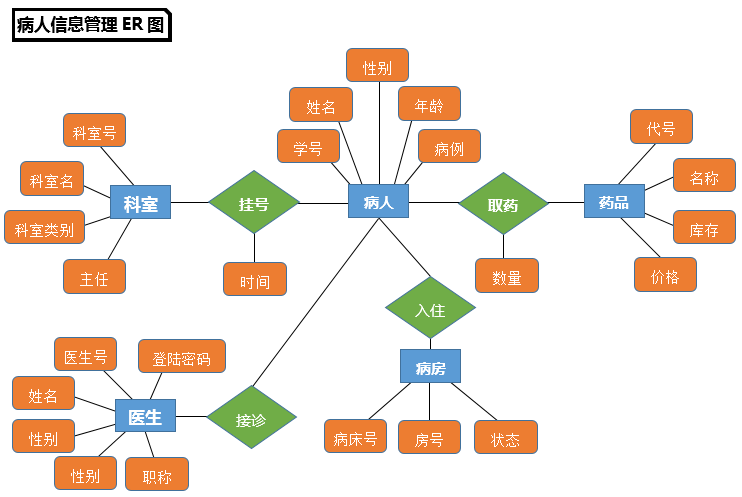 病人信息管理 ER 图
性别
姓名
年龄
学号
病例
科室号
科室名
科室类别
主任
科室
挂号
时间
病人
取药
数量
药品
代号
名称
库存
价格
入住
病房
病床号
房号
状态
医生号
登陆密码
姓名
性别
性别
职称
医生
接诊